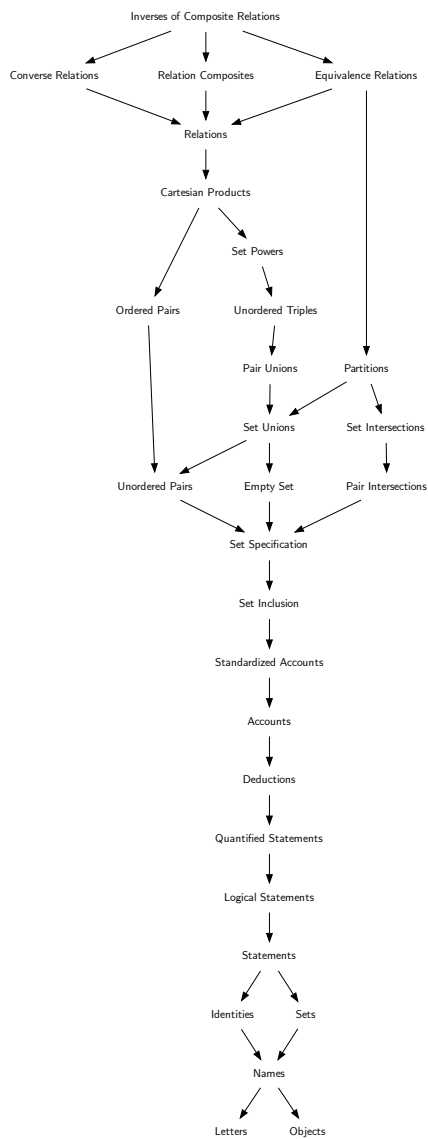 Inverses of Composite Relations
Converse Relations
Relation Composites
Equivalence Relations
Relations
Cartesian Products
Set Powers
Ordered Pairs
Unordered Triples
Pair Unions
Partitions
Set Unions
Set Intersections
Unordered Pairs
Empty Set
Pair Intersections
Set Specification
Set Inclusion
Standardized Accounts
Accounts
Deductions
Quantified Statements
Logical Statements
Statements
Identities
Sets
Names
Letters
Objects